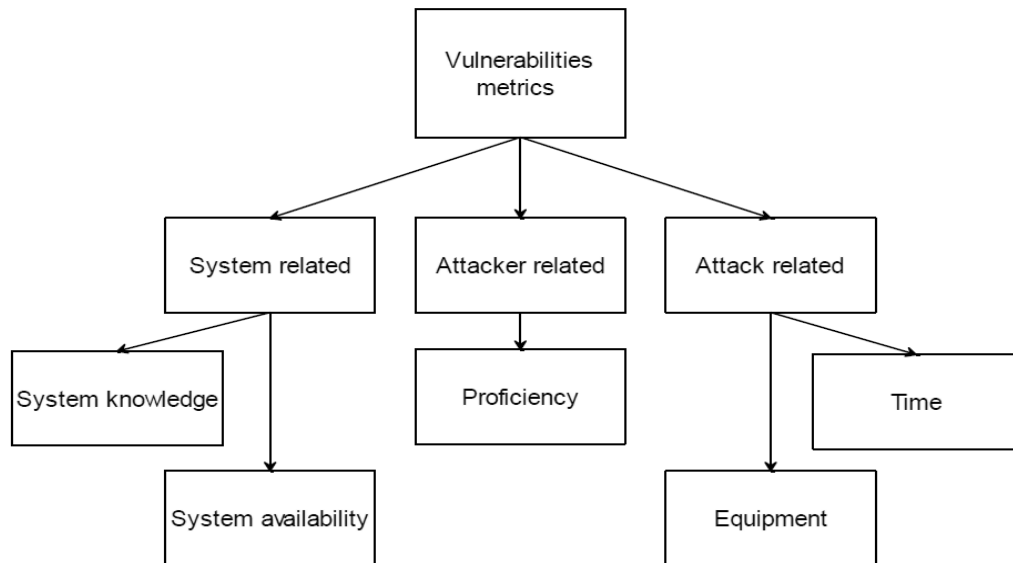 Vulnerabilities
metrics
System related
Attacker related
Attack related
System knowledge
Proficiency
Time
System availability
Equipment